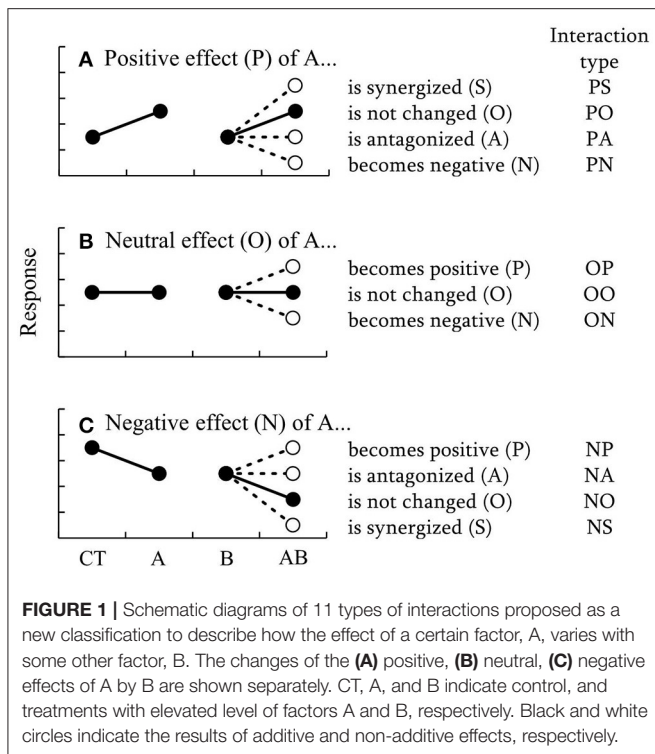 Interaction
type
A Positive effect (P) of A...
is synergized (S) PS
is not changed (O) PO
is antagonized (A) PA
becomes negative (N) PN
B Neutral effect (O) of A...
becomes positive (P) OP
is not changed (O) OO
becomes negative (N) ON
Response
C Negative effect (N) of A...
becomes positive (P) NP
is antagonized (A) NA
is not changed (O) NO
is synergized (S) NS
CT A B AB
FIGURE 1 | Schematic diagrams of 11 types of interactions proposed as a
new classification to describe how the effect of a certain factor, A, varies with
some other factor, B. The changes of the (A) positive, (B) neutral, (C) negative
effects of A by B are shown separately. CT, A, and B indicate control, and
treatments with elevated level of factors A and B, respectively. Black and white
circles indicate the results of additive and non-additive effects, respectively.